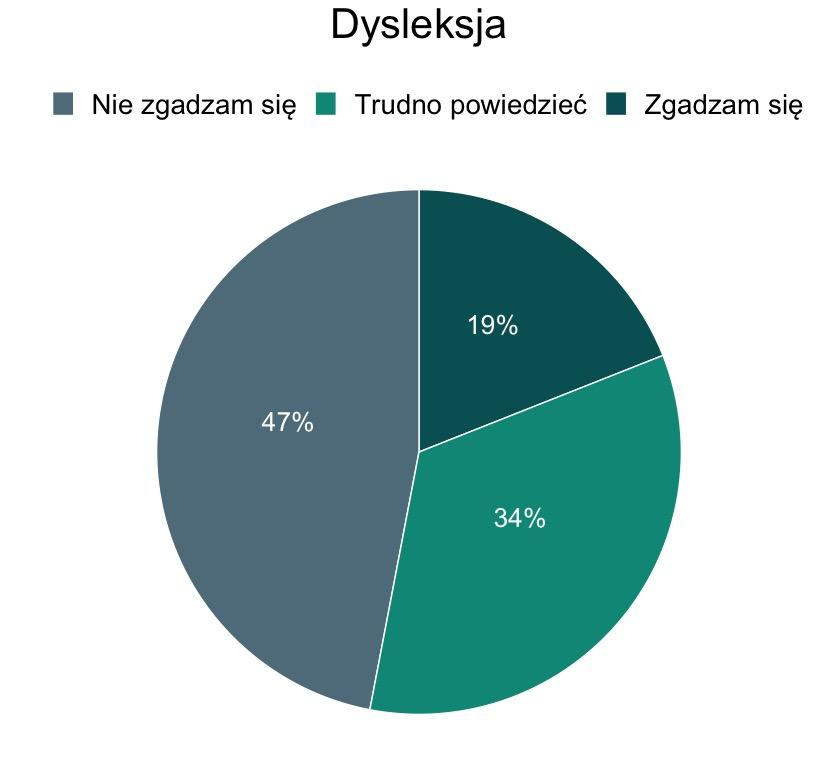 Dysleksja
Nie zgadzam się Trudno powiedzieć Zgadzam się
19%
47%
34%